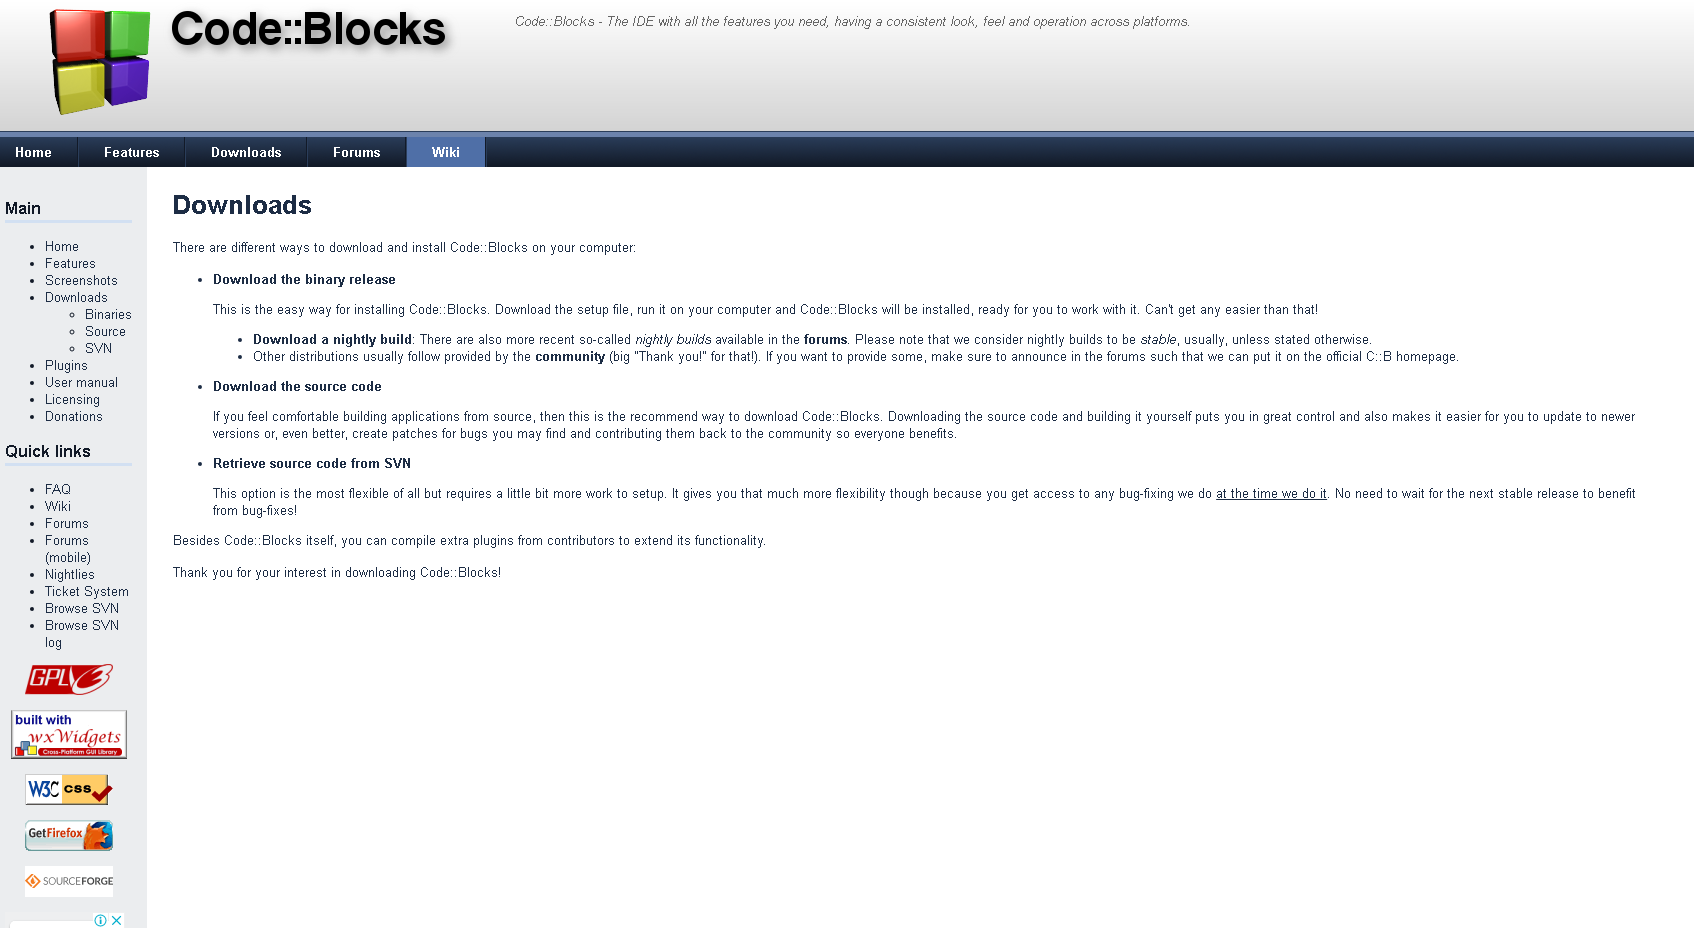 Code::Blocks
Code::Blocks - The IDE with all the features you need, having a consistent look, feel and operation across platforms.
Home
Features
Downloads
Forums
Wiki
Main
Home
Features
Screenshots
Downloads
Binaries
Source
SVN
Plugins
User manual
Licensing
Donations
Quick links
FAQ
Wiki
Forums
Forums
(mobile)
Nightlies
Ticket System
Browse SVN
Browse SVN
log
GPLv3
built with
wxWidgets
Cross-Platform GUI Library
W3C css
GetFirefox
SOURCEFORGE
Downloads
There are different ways to download and install Code::Blocks on your computer:
Download the binary release
This is the easy way for installing Code::Blocks. Download the setup file, run it on your computer and Code::Blocks will be installed, ready for you to work with it. Can't get any easier than that!
Download a nightly build: There are also more recent so-called nightly builds available in the forums. Please note that we consider nightly builds to be stable, usually, unless stated otherwise.
Other distributions usually follow provided by the community (big "Thank you!" for that!). If you want to provide some, make sure to announce in the forums such that we can put it on the official C::B homepage.
Download the source code
If you feel comfortable building applications from source, then this is the recommend way to download Code::Blocks. Downloading the source code and building it yourself puts you in great control and also makes it easier for you to update to newer
versions or, even better, create patches for bugs you may find and contributing them back to the community so everyone benefits.
Retrieve source code from SVN
This option is the most flexible of all but requires a little bit more work to setup. It gives you that much more flexibility though because you get access to any bug-fixing we do at the time we do it. No need to wait for the next stable release to benefit
from bug-fixes!
Besides Code::Blocks itself, you can compile extra plugins from contributors to extend its functionality.
Thank you for your interest in downloading Code::Blocks!